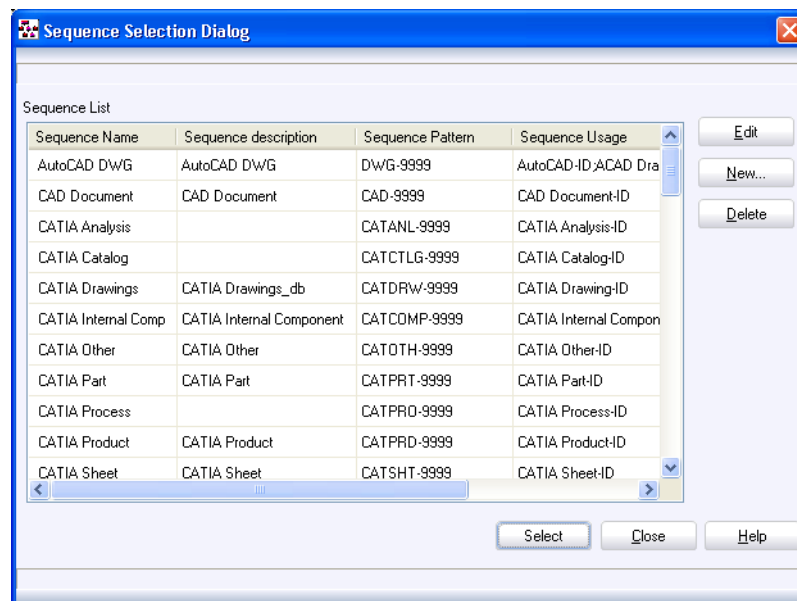 Sequence Selection Dialog
Sequence List
Sequence Name Sequence description Sequence Pattern Sequence Usage
AutoCAD DWG AutoCAD DWG DWG-9999 AutoCAD-ID;ACAD Dra
CAD Document CAD Document CAD-9999 CAD Document-ID
CATIA Analysis CATANL-9999 CATIA Analysis-ID
CATIA Catalog CATCTLG-9999 CATIA Catalog-ID
CATIA Drawings CATIA Drawings_db CATDRW-9999 CATIA Drawing-ID
CATIA Internal Comp CATIA Internal Component CATCOMP-9999 CATIA Internal Compon
CATIA Other CATIA Other CATOTH-9999 CATIA Other-ID
CATIA Part CATIA Part CATPRT-9999 CATIA Part-ID
CATIA Process CATPRO-9999 CATIA Process-ID
CATIA Product CATIA Product CATPRD-9999 CATIA Product-ID
CATIA Sheet CATIA Sheet CATSHT-9999 CATIA Sheet-ID
Edit
New...
Delete
Select Close Help